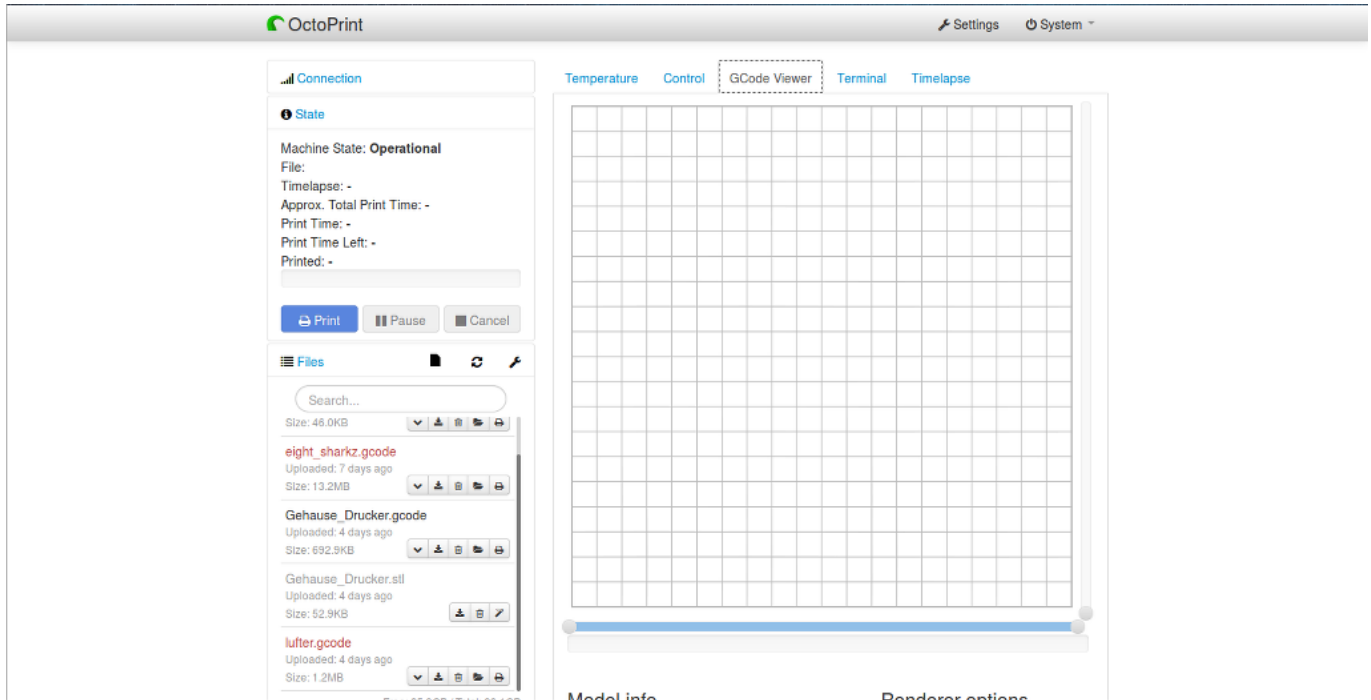 OctoPrint
Settings
System
Connection
State
Machine State: Operational
File:
Timelapse: -
Approx. Total Print Time: -
Print Time: -
Print Time Left: -
Printed: -
Print
Pause
Cancel
Files
Search...
Size: 46.0KB
eight_sharkz.gcode
Uploaded: 7 days ago
Size: 13.2MB
Gehause_Drucker.gcode
Uploaded: 4 days ago
Size: 692.9KB
Gehause_Drucker.stl
Uploaded: 4 days ago
Size: 52.9KB
lufter.gcode
Uploaded: 4 days ago
Size: 1.2MB
Temperature
Control
GCode Viewer
Terminal
Timelapse
Model info
Renderer options